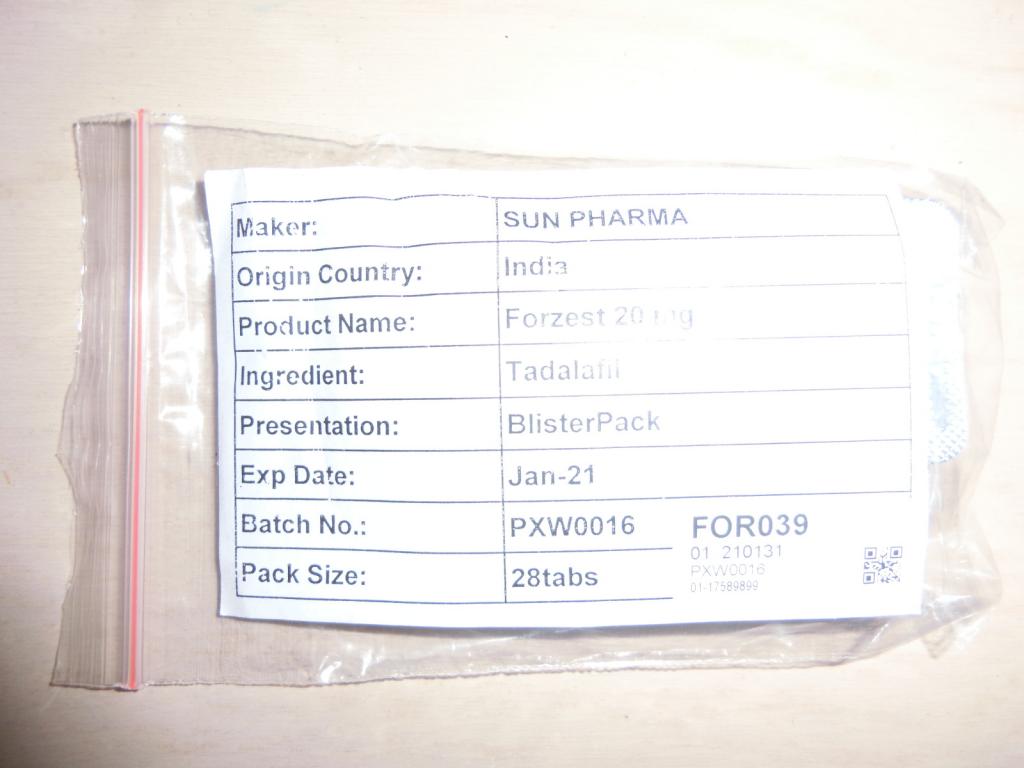 Maker: SUN PHARMA
Origin Country: India
Product Name: Forzest 20 mg
Ingredient: Tadalafil
Presentation: BlisterPack
Exp Date: Jan-21
Batch No.: PXW0016 FOR039
01 210131
PXW0016
Pack Size: 28tabs 01-17589899